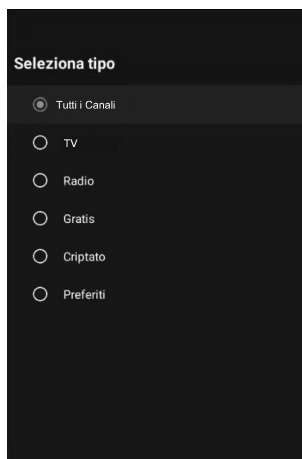 Seleziona tipo
Tutti i Canali
TV
Radio
Gratis
Criptato
Preferiti